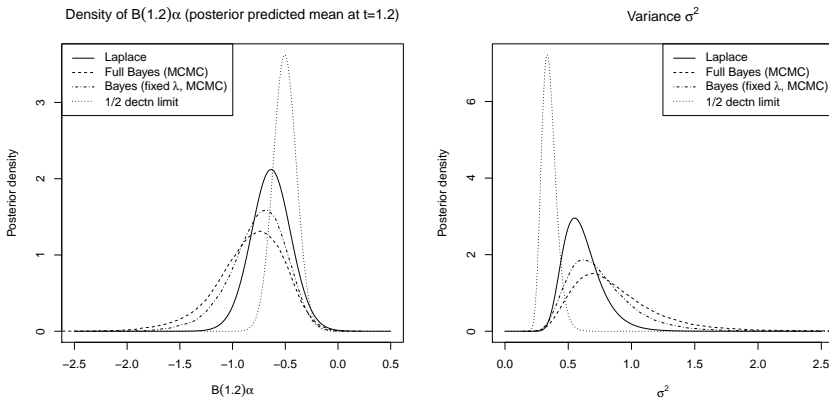 Density of B(1.2)α (posterior predicted mean at t=1.2)
Laplace
Full Bayes (MCMC)
Bayes (fixed λ, MCMC)
1/2 dectn limit
Posterior density
3
2
1
0
−2.5 −2.0 −1.5 −1.0 −0.5 0.0 0.5
B(1.2)α
Variance σ²
Laplace
Full Bayes (MCMC)
Bayes (fixed λ, MCMC)
1/2 dectn limit
Posterior density
6
4
2
0
0.0 0.5 1.0 1.5 2.0 2.5
σ²